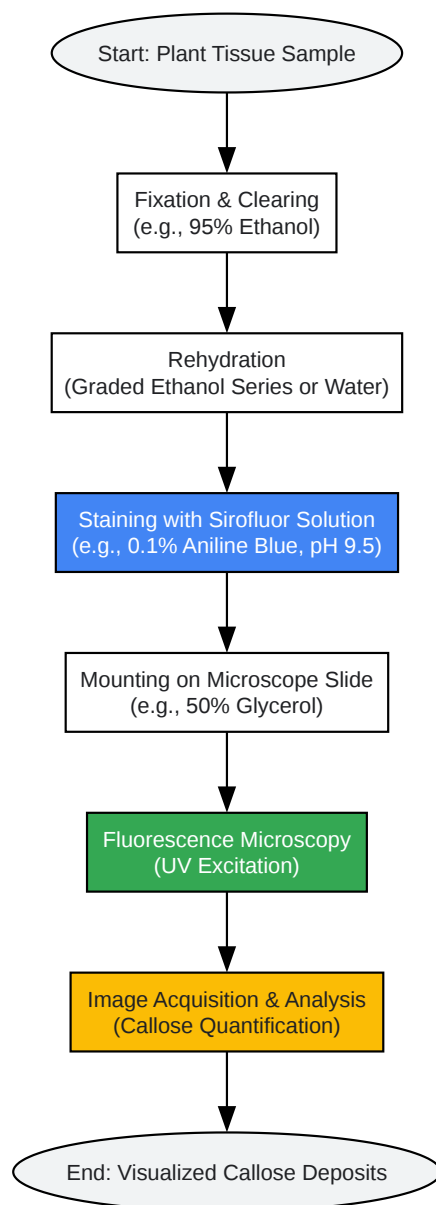 Start: Plant Tissue Sample
Fixation & Clearing
(e.g., 95% Ethanol)
Rehydration
(Graded Ethanol Series or Water)
Staining with Sirofluor Solution
(e.g., 0.1% Aniline Blue, pH 9.5)
Mounting on Microscope Slide
(e.g., 50% Glycerol)
Fluorescence Microscopy
(UV Excitation)
Image Acquisition & Analysis
(Callose Quantification)
End: Visualized Callose Deposits